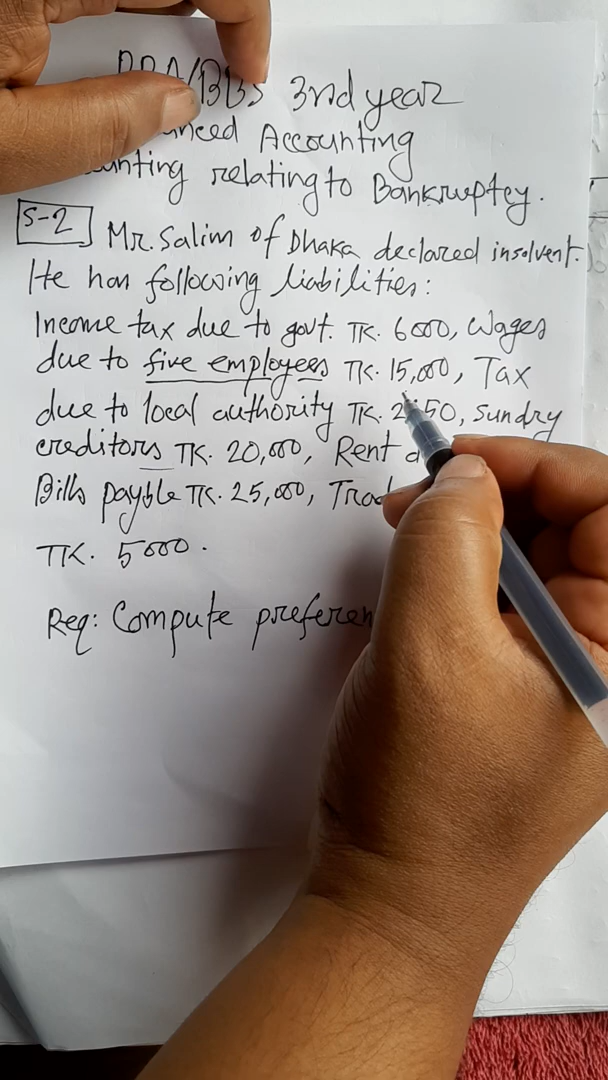 3rd year
Accounting
relating to Bankruptcy.
S-2 Mr. Salim of Dhaka declared insolvent.
He has following liabilities:
Income tax due to govt. TK. 6000, Wages
due to five employees TK. 15,000, Tax
due to local authority TK. sundry
creditors TK. 20,000, Rent
Bills payble TK. 25,000,
TK. 5000.
Req: Compute